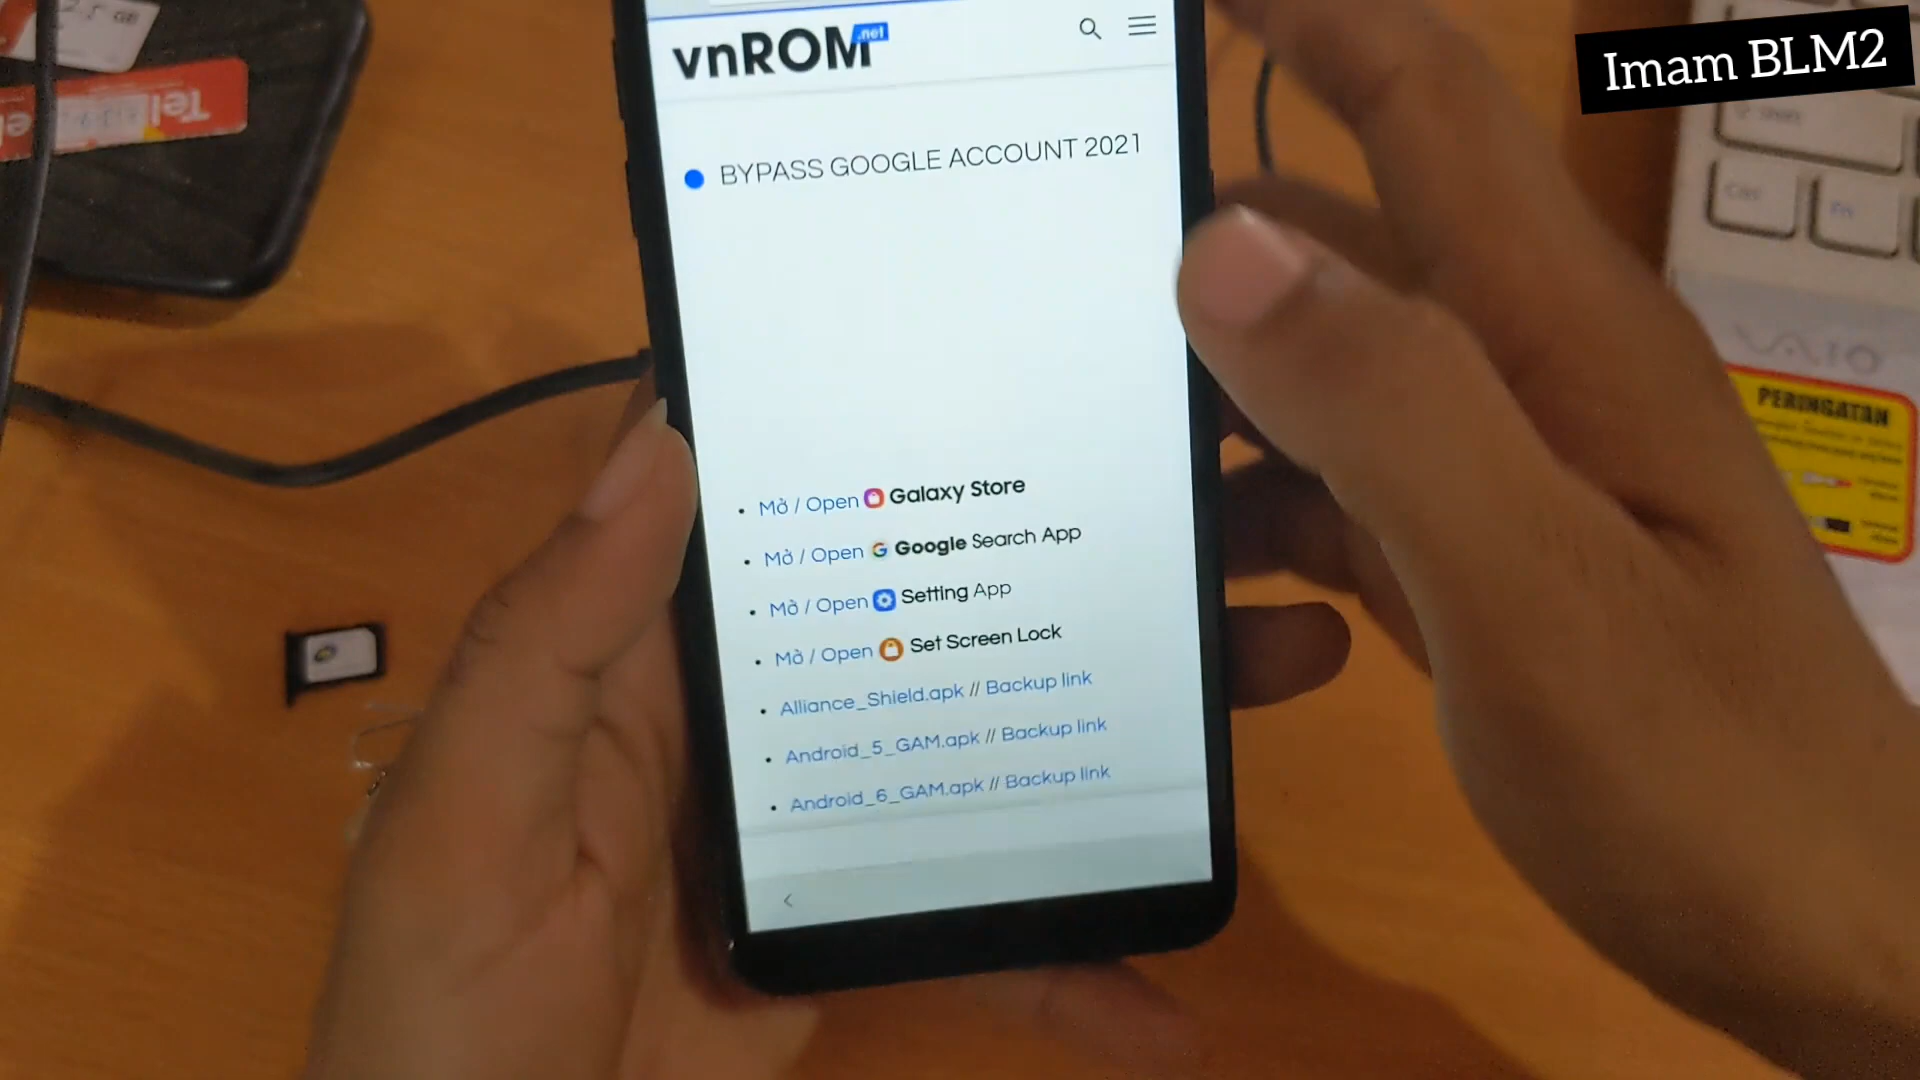 Imam BLM2
vnROM.net
BYPASS GOOGLE ACCOUNT 2021
Mở / Open Galaxy Store
Mở / Open Google Search App
Mở / Open Setting App
Mở / Open Set Screen Lock
Alliance_Shield.apk // Backup link
Android_5_GAM.apk // Backup link
Android_6_GAM.apk // Backup link
VAIO
PERINGATAN